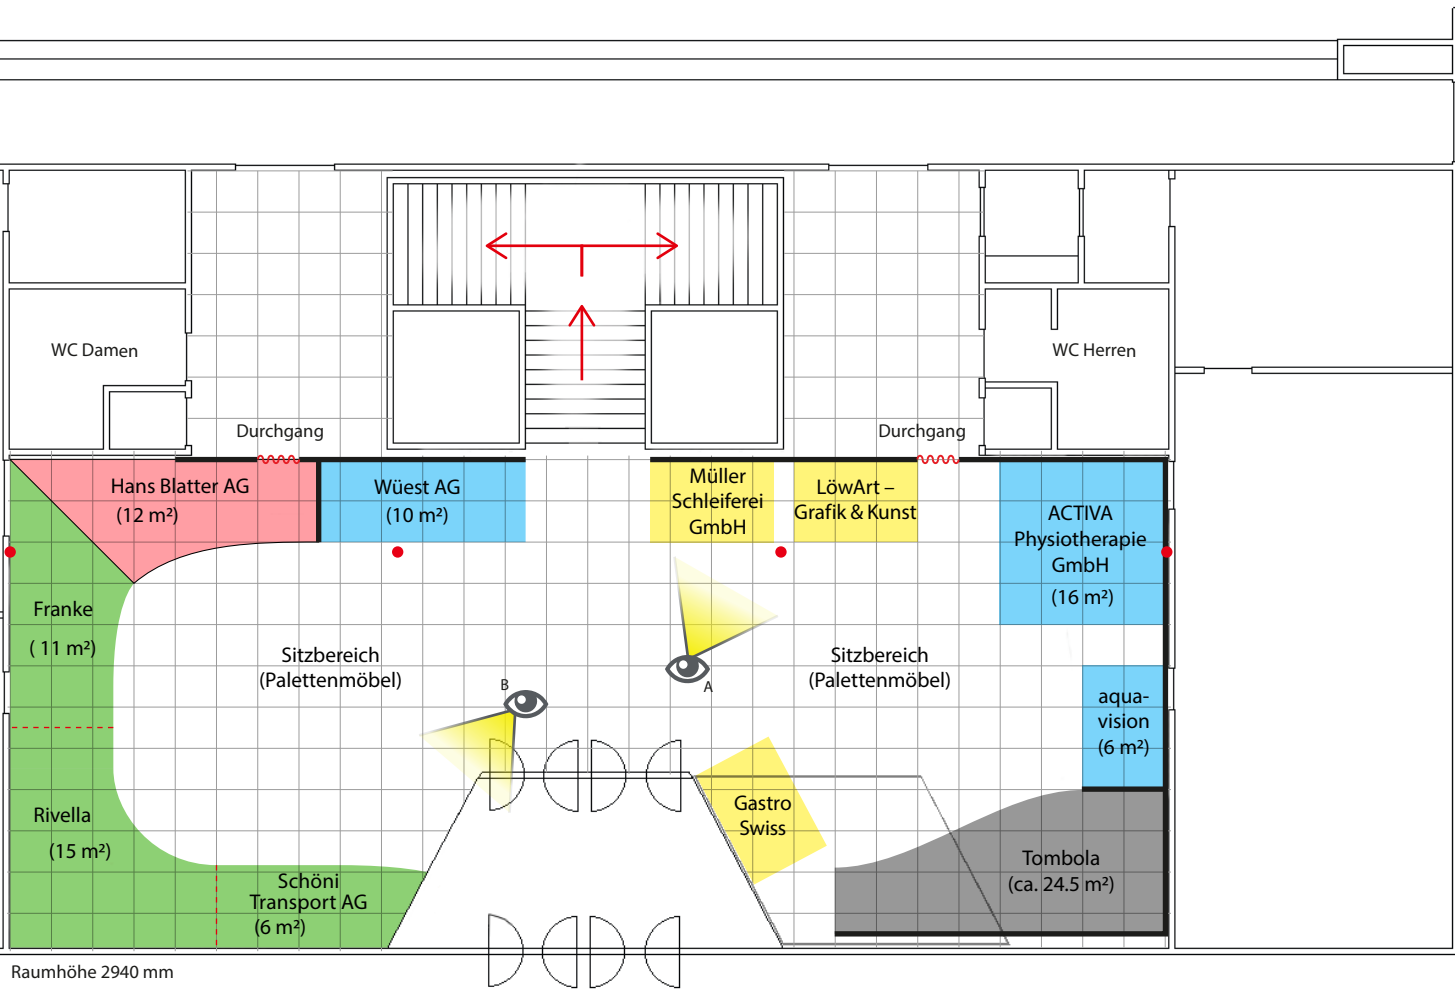 WC Damen
WC Herren
Durchgang
Durchgang
Hans Blatter AG
(12 m²)
Wüest AG
(10 m²)
Müller
Schleiferei
GmbH
LöwArt –
Grafik & Kunst
ACTIVA
Physiotherapie
GmbH
(16 m²)
Franke
( 11 m²)
Sitzbereich
(Palettenmöbel)
B
A
Sitzbereich
(Palettenmöbel)
aqua-
vision
(6 m²)
Rivella
(15 m²)
Gastro
Swiss
Schöni
Transport AG
(6 m²)
Tombola
(ca. 24.5 m²)
Raumhöhe 2940 mm